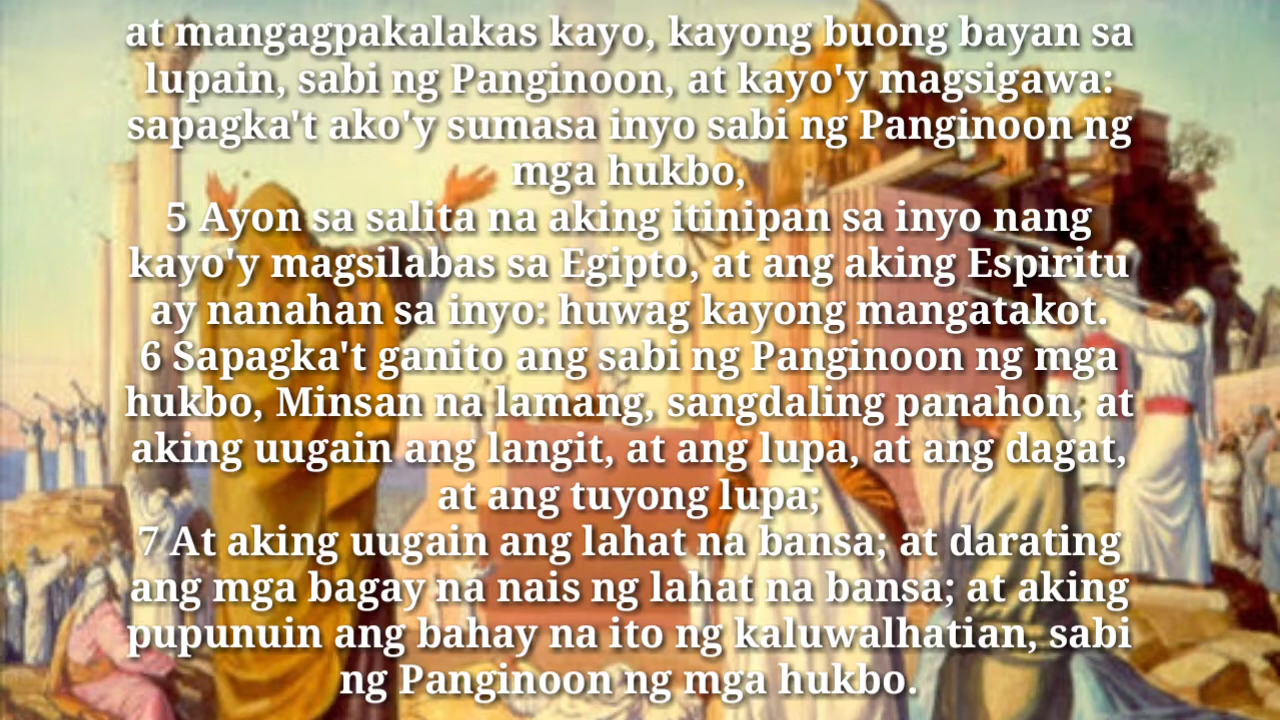 at mangagpakalakas kayo, kayong buong bayan sa
lupain, sabi ng Panginoon, at kayo'y magsigawa:
sapagka't ako'y sumasa inyo sabi ng Panginoon ng
mga hukbo,
5 Ayon sa salita na aking itinipan sa inyo nang
kayo'y magsilabas sa Egipto, at ang aking Espiritu
ay nanahan sa inyo: huwag kayong mangatakot.
6 Sapagka't ganito ang sabi ng Panginoon ng mga
hukbo, Minsan na lamang, sangdaling panahon, at
aking uugain ang langit, at ang lupa, at ang dagat,
at ang tuyong lupa;
7 At aking uugain ang lahat na bansa; at darating
ang mga bagay na nais ng lahat na bansa; at aking
pupunuin ang bahay na ito ng kaluwalhatian, sabi
ng Panginoon ng mga hukbo.